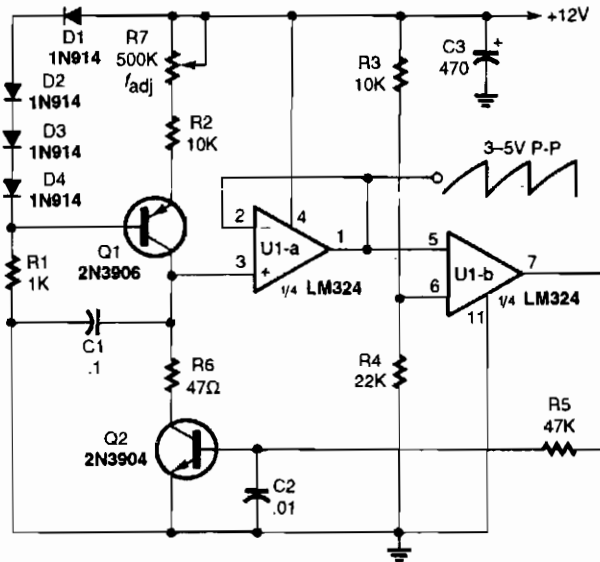 +12V
D1
1N914
R7
500K
fadj
R3
10K
C3
470
+
D2
1N914
D3
1N914
D4
1N914
R2
10K
3–5V P-P
Q1
2N3906
2
−
4
U1-a
1
3
+
1/4 LM324
5
U1-b
7
6
11
1/4 LM324
R1
1K
C1
.1
R6
47Ω
R4
22K
R5
47K
Q2
2N3904
C2
.01